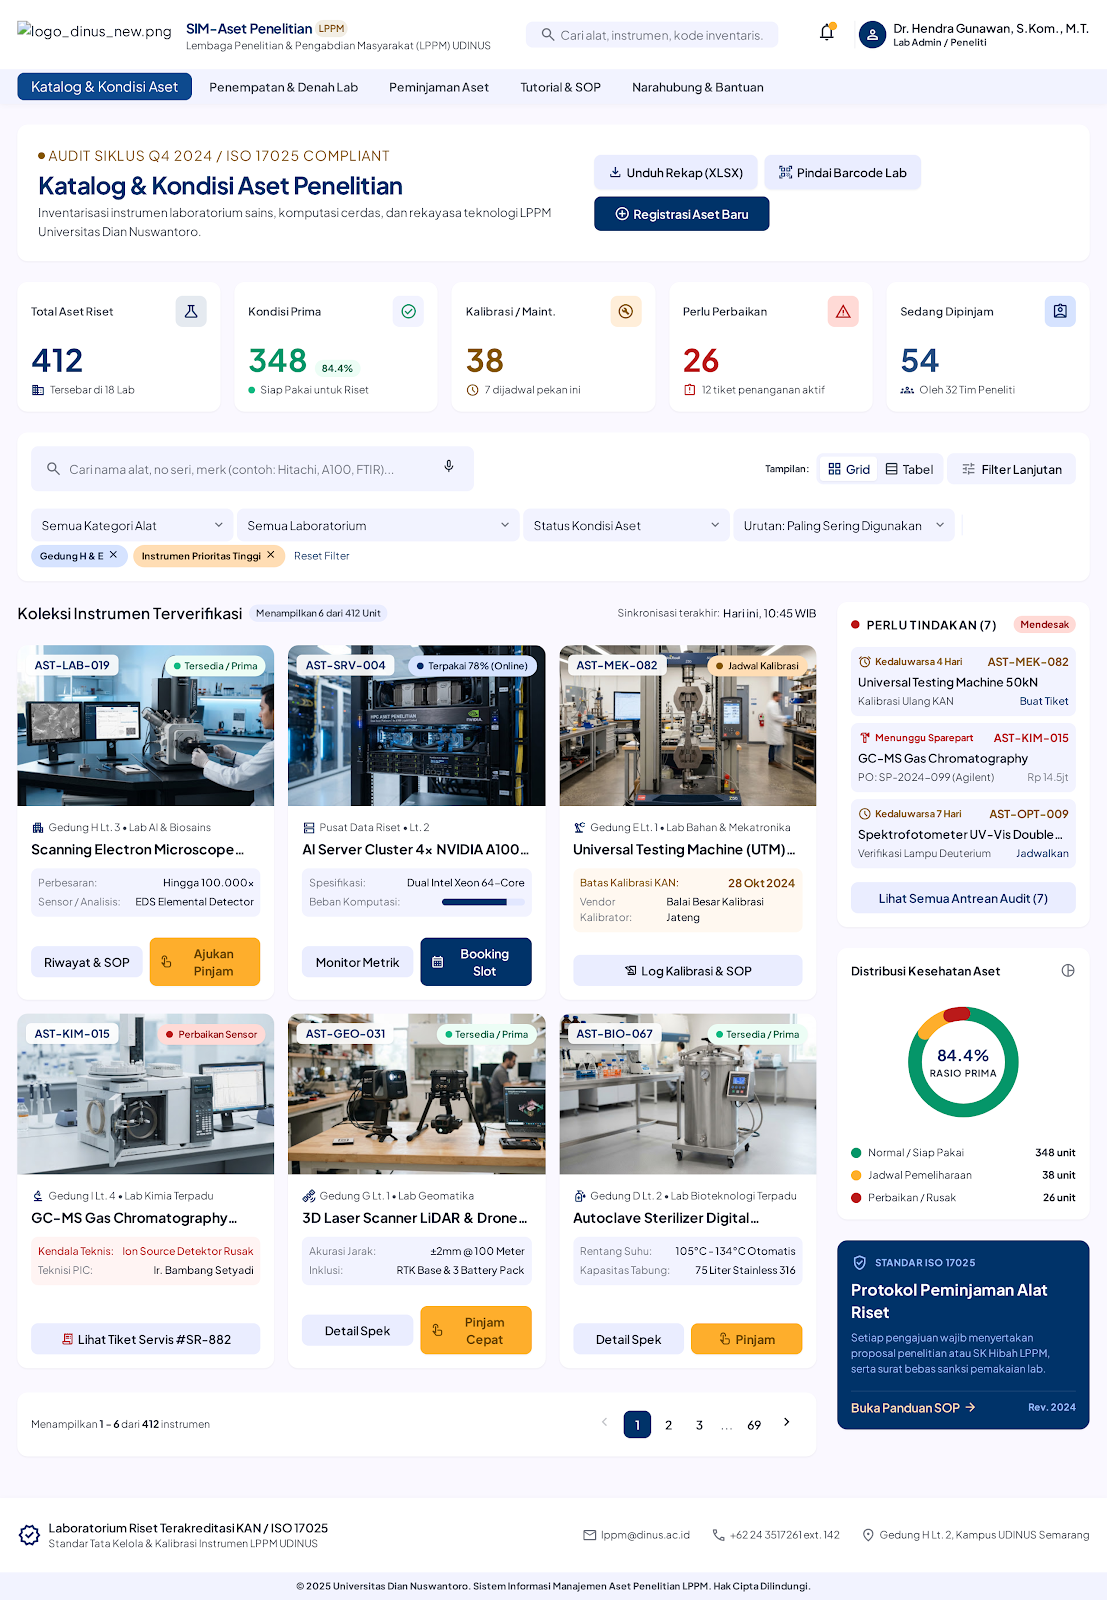 logo_dinus_new.png
SIM-Aset Penelitian LPPM
Lembaga Penelitian & Pengabdian Masyarakat (LPPM) UDINUS
Cari alat, instrumen, kode inventaris.
Dr. Hendra Gunawan, S.Kom., M.T.
Lab Admin / Peneliti
Katalog & Kondisi Aset
Penempatan & Denah Lab
Peminjaman Aset
Tutorial & SOP
Narahubung & Bantuan
AUDIT SIKLUS Q4 2024 / ISO 17025 COMPLIANT
Katalog & Kondisi Aset Penelitian
Inventarisasi instrumen laboratorium sains, komputasi cerdas, dan rekayasa teknologi LPPM
Universitas Dian Nuswantoro.
Unduh Rekap (XLSX)
Pindai Barcode Lab
Registrasi Aset Baru
Total Aset Riset
412
Tersebar di 18 Lab
Kondisi Prima
348 84.4%
Siap Pakai untuk Riset
Kalibrasi / Maint.
38
7 dijadwal pekan ini
Perlu Perbaikan
26
12 tiket penanganan aktif
Sedang Dipinjam
54
Oleh 32 Tim Peneliti
Cari nama alat, no seri, merk (contoh: Hitachi, A100, FTIR)...
Tampilan:
Grid
Tabel
Filter Lanjutan
Semua Kategori Alat
Semua Laboratorium
Status Kondisi Aset
Urutan: Paling Sering Digunakan
Gedung H & E
Instrumen Prioritas Tinggi
Reset Filter
Koleksi Instrumen Terverifikasi
Menampilkan 6 dari 412 Unit
Sinkronisasi terakhir: Hari ini, 10:45 WIB
AST-LAB-019
Tersedia / Prima
Gedung H Lt. 3 • Lab AI & Biosains
Scanning Electron Microscope...
Perbesaran: Hingga 100.000x
Sensor / Analisis: EDS Elemental Detector
Riwayat & SOP
Ajukan
Pinjam
AST-SRV-004
Terpakai 78% (Online)
HPC ASET PENELITIAN
NVIDIA.
Pusat Data Riset • Lt. 2
AI Server Cluster 4x NVIDIA A100...
Spesifikasi: Dual Intel Xeon 64-Core
Beban Komputasi:
Monitor Metrik
Booking
Slot
AST-MEK-082
Jadwal Kalibrasi
Gedung E Lt. 1 • Lab Bahan & Mekatronika
Universal Testing Machine (UTM)...
Batas Kalibrasi KAN: 28 Okt 2024
Vendor
Kalibrator:
Balai Besar Kalibrasi
Jateng
Log Kalibrasi & SOP
AST-KIM-015
Perbaikan Sensor
Gedung I Lt. 4 • Lab Kimia Terpadu
GC-MS Gas Chromatography...
Kendala Teknis: Ion Source Detektor Rusak
Teknisi PIC: Ir. Bambang Setyadi
Lihat Tiket Servis #SR-882
AST-GEO-031
Tersedia / Prima
Gedung G Lt. 1 • Lab Geomatika
3D Laser Scanner LiDAR & Drone...
Akurasi Jarak: ±2mm @ 100 Meter
Inklusi: RTK Base & 3 Battery Pack
Detail Spek
Pinjam
Cepat
AST-BIO-067
Tersedia / Prima
Gedung D Lt. 2 • Lab Bioteknologi Terpadu
Autoclave Sterilizer Digital...
Rentang Suhu: 105°C - 134°C Otomatis
Kapasitas Tabung: 75 Liter Stainless 316
Detail Spek
Pinjam
Menampilkan 1 - 6 dari 412 instrumen
1 2 3 ... 69
PERLU TINDAKAN (7)
Mendesak
Kedaluwarsa 4 Hari AST-MEK-082
Universal Testing Machine 50kN
Kalibrasi Ulang KAN Buat Tiket
Menunggu Sparepart AST-KIM-015
GC-MS Gas Chromatography
PO: SP-2024-099 (Agilent) Rp 14.5jt
Kedaluwarsa 7 Hari AST-OPT-009
Spektrofotometer UV-Vis Double...
Verifikasi Lampu Deuterium Jadwalkan
Lihat Semua Antrean Audit (7)
Distribusi Kesehatan Aset
84.4%
RASIO PRIMA
Normal / Siap Pakai 348 unit
Jadwal Pemeliharaan 38 unit
Perbaikan / Rusak 26 unit
STANDAR ISO 17025
Protokol Peminjaman Alat
Riset
Setiap pengajuan wajib menyertakan
proposal penelitian atau SK Hibah LPPM,
serta surat bebas sanksi pemakaian lab.
Buka Panduan SOP
Rev. 2024
Laboratorium Riset Terakreditasi KAN / ISO 17025
Standar Tata Kelola & Kalibrasi Instrumen LPPM UDINUS
lppm@dinus.ac.id
+62 24 3517261 ext. 142
Gedung H Lt. 2, Kampus UDINUS Semarang
© 2025 Universitas Dian Nuswantoro. Sistem Informasi Manajemen Aset Penelitian LPPM. Hak Cipta Dilindungi.